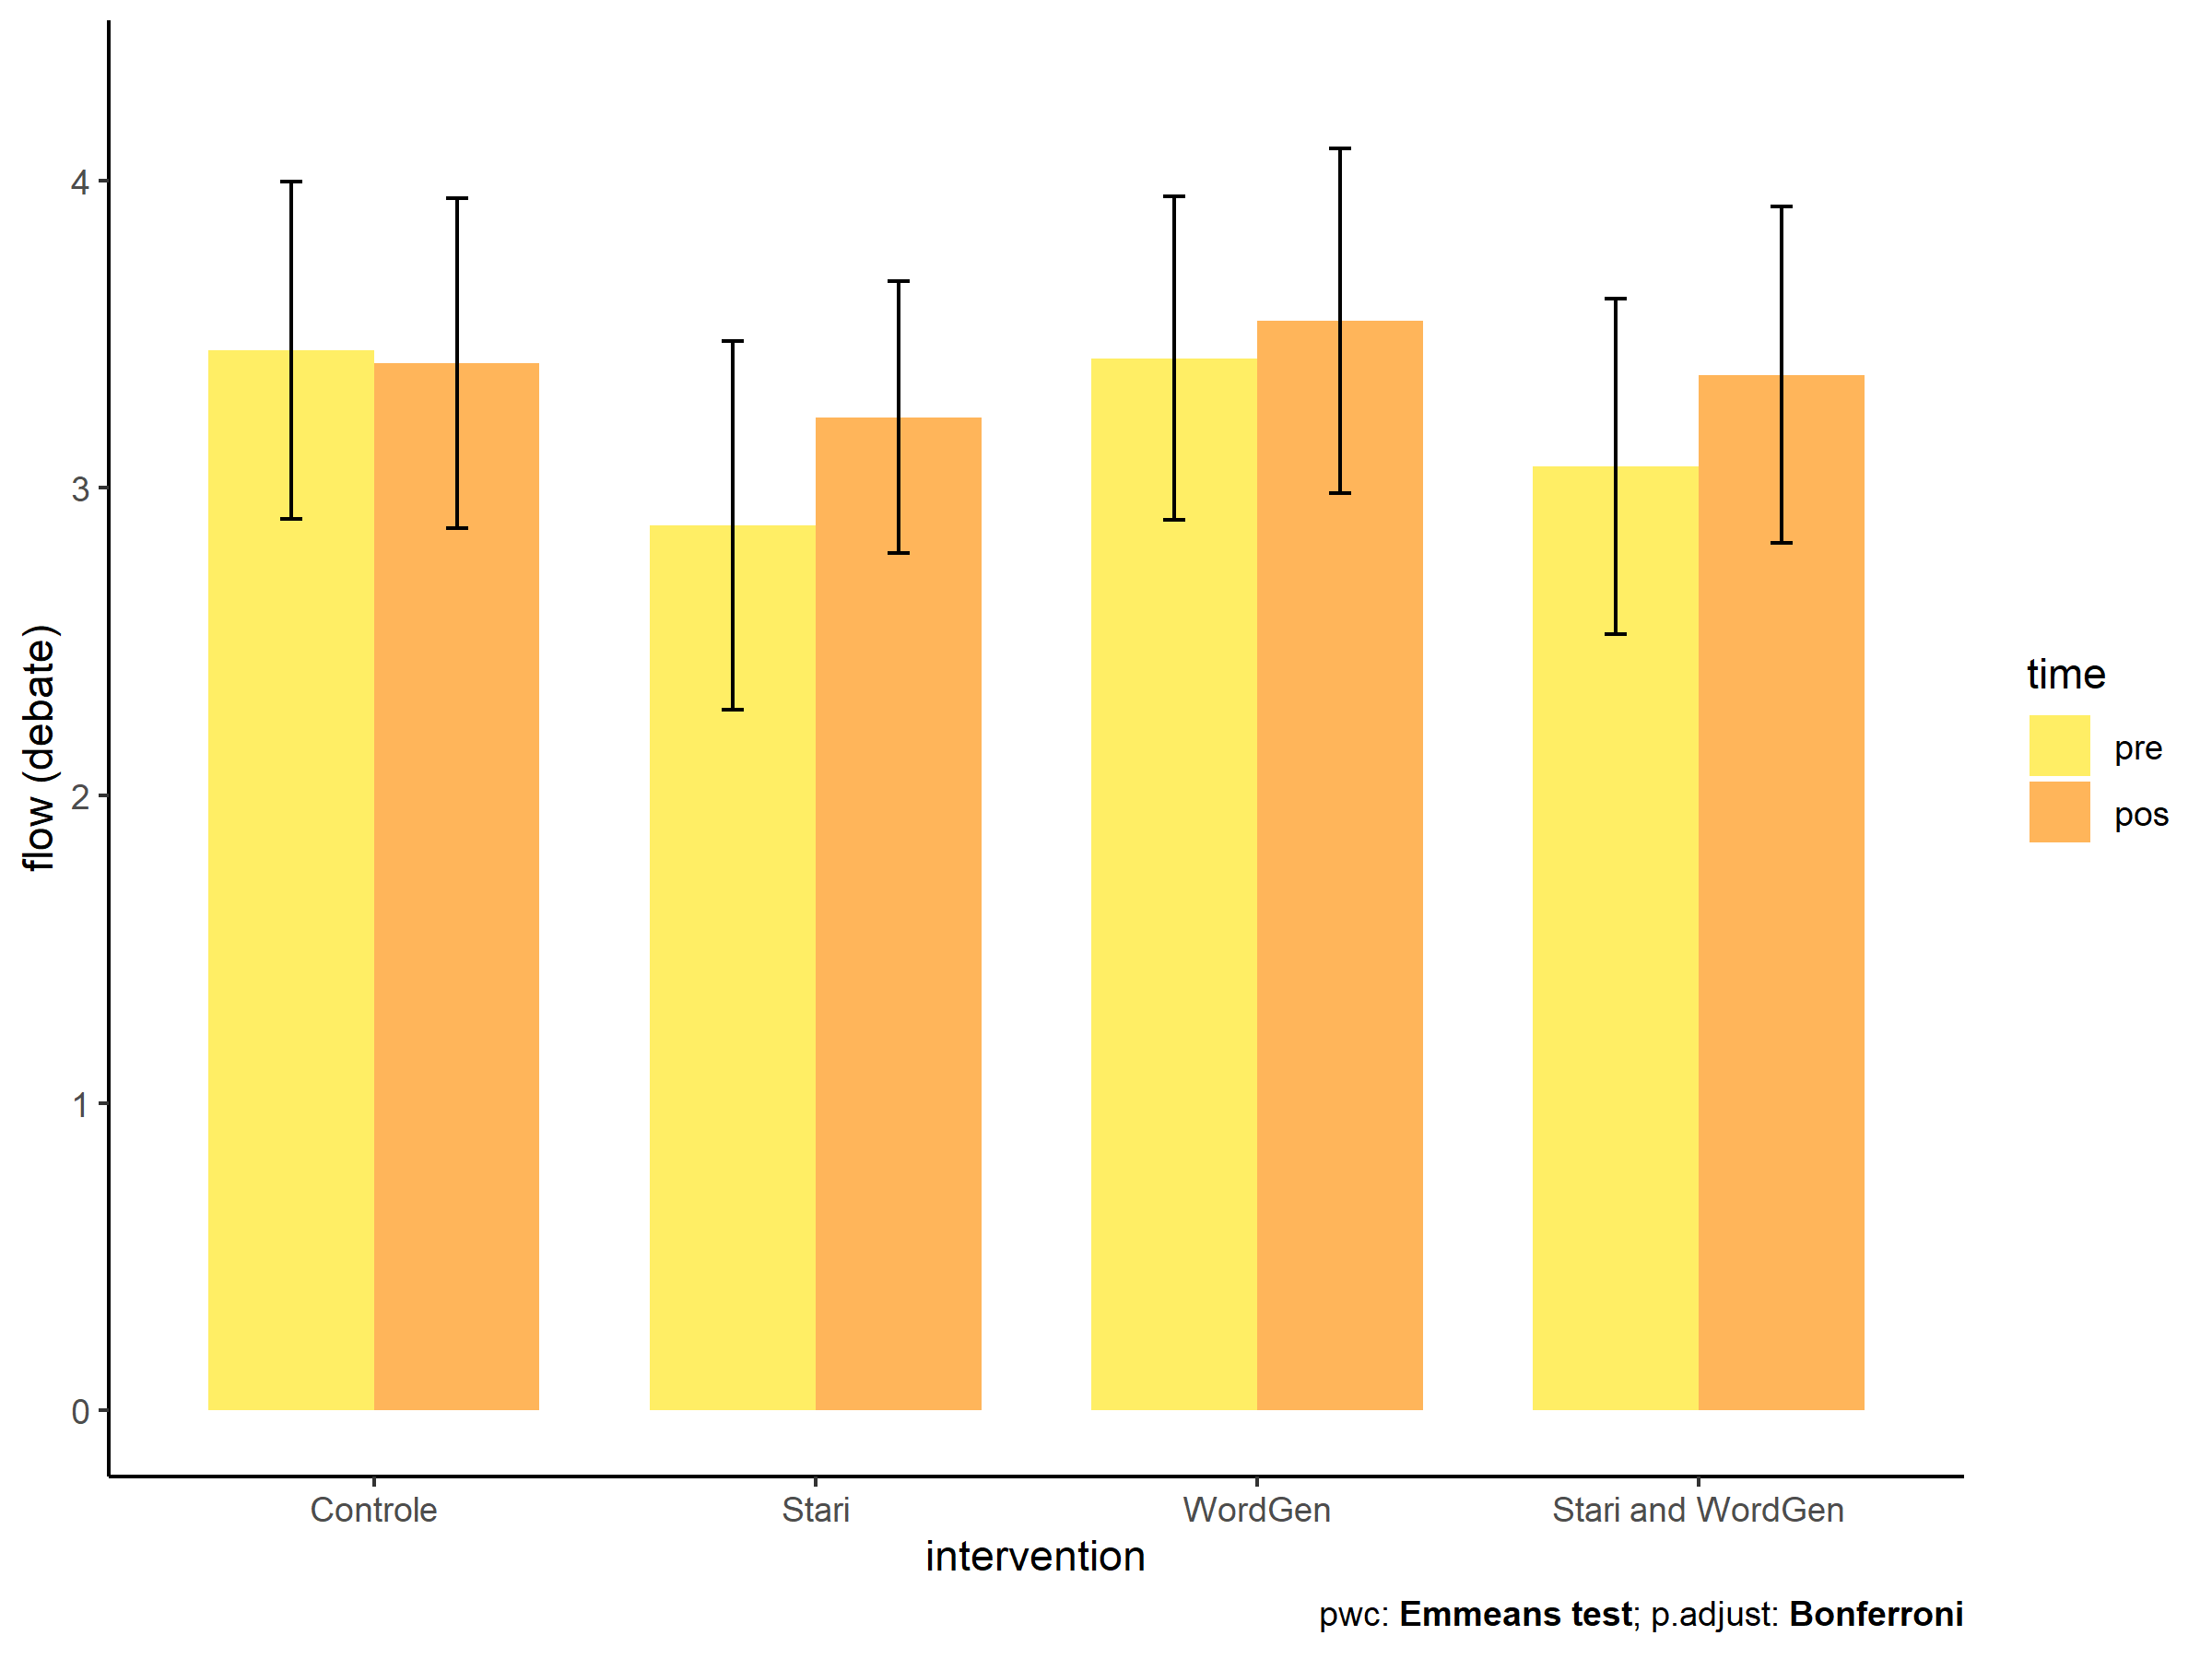 flow (debate)
4
3
2
1
0
Controle
Stari
WordGen
Stari and WordGen
intervention
time
pre
pos
pwc: Emmeans test; p.adjust: Bonferroni